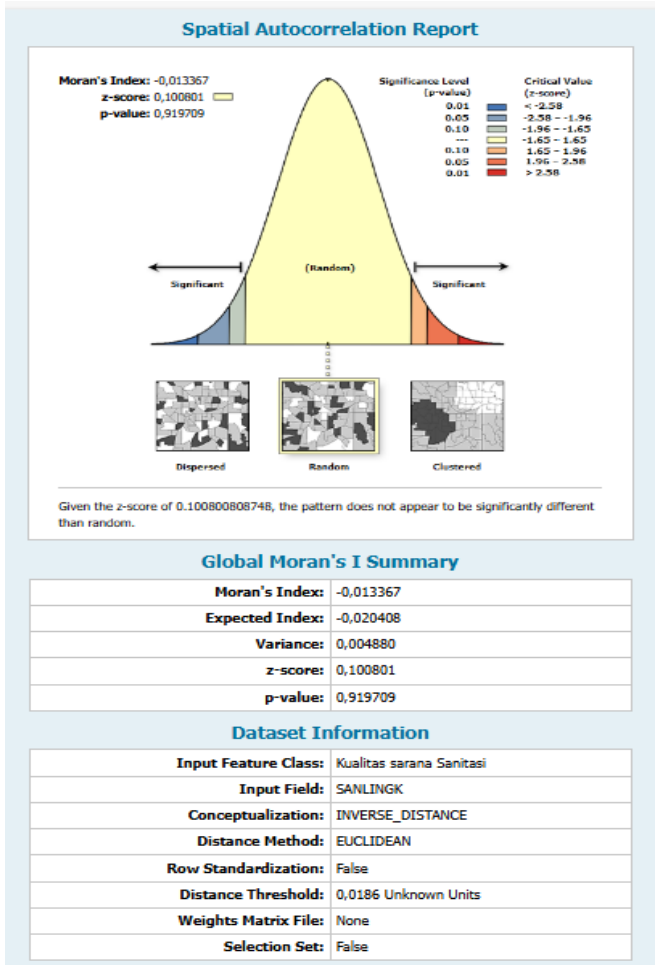 Spatial Autocorrelation Report
Moran's Index: -0,013367
z-score: 0,100801
p-value: 0,919709
Significance Level (p-value)
Critical Value (z-score)
0.01 < -2.58
0.05 -2.58 - -1.96
0.10 -1.96 - -1.65
--- -1.65 - 1.65
0.10 1.65 - 1.96
0.05 1.96 - 2.58
0.01 > 2.58
(Random)
Significant
Significant
Dispersed
Random
Clustered
Given the z-score of 0.100800808748, the pattern does not appear to be significantly different
than random.
Global Moran's I Summary
Moran's Index: -0,013367
Expected Index: -0,020408
Variance: 0,004880
z-score: 0,100801
p-value: 0,919709
Dataset Information
Input Feature Class: Kualitas sarana Sanitasi
Input Field: SANLINGK
Conceptualization: INVERSE_DISTANCE
Distance Method: EUCLIDEAN
Row Standardization: False
Distance Threshold: 0,0186 Unknown Units
Weights Matrix File: None
Selection Set: False